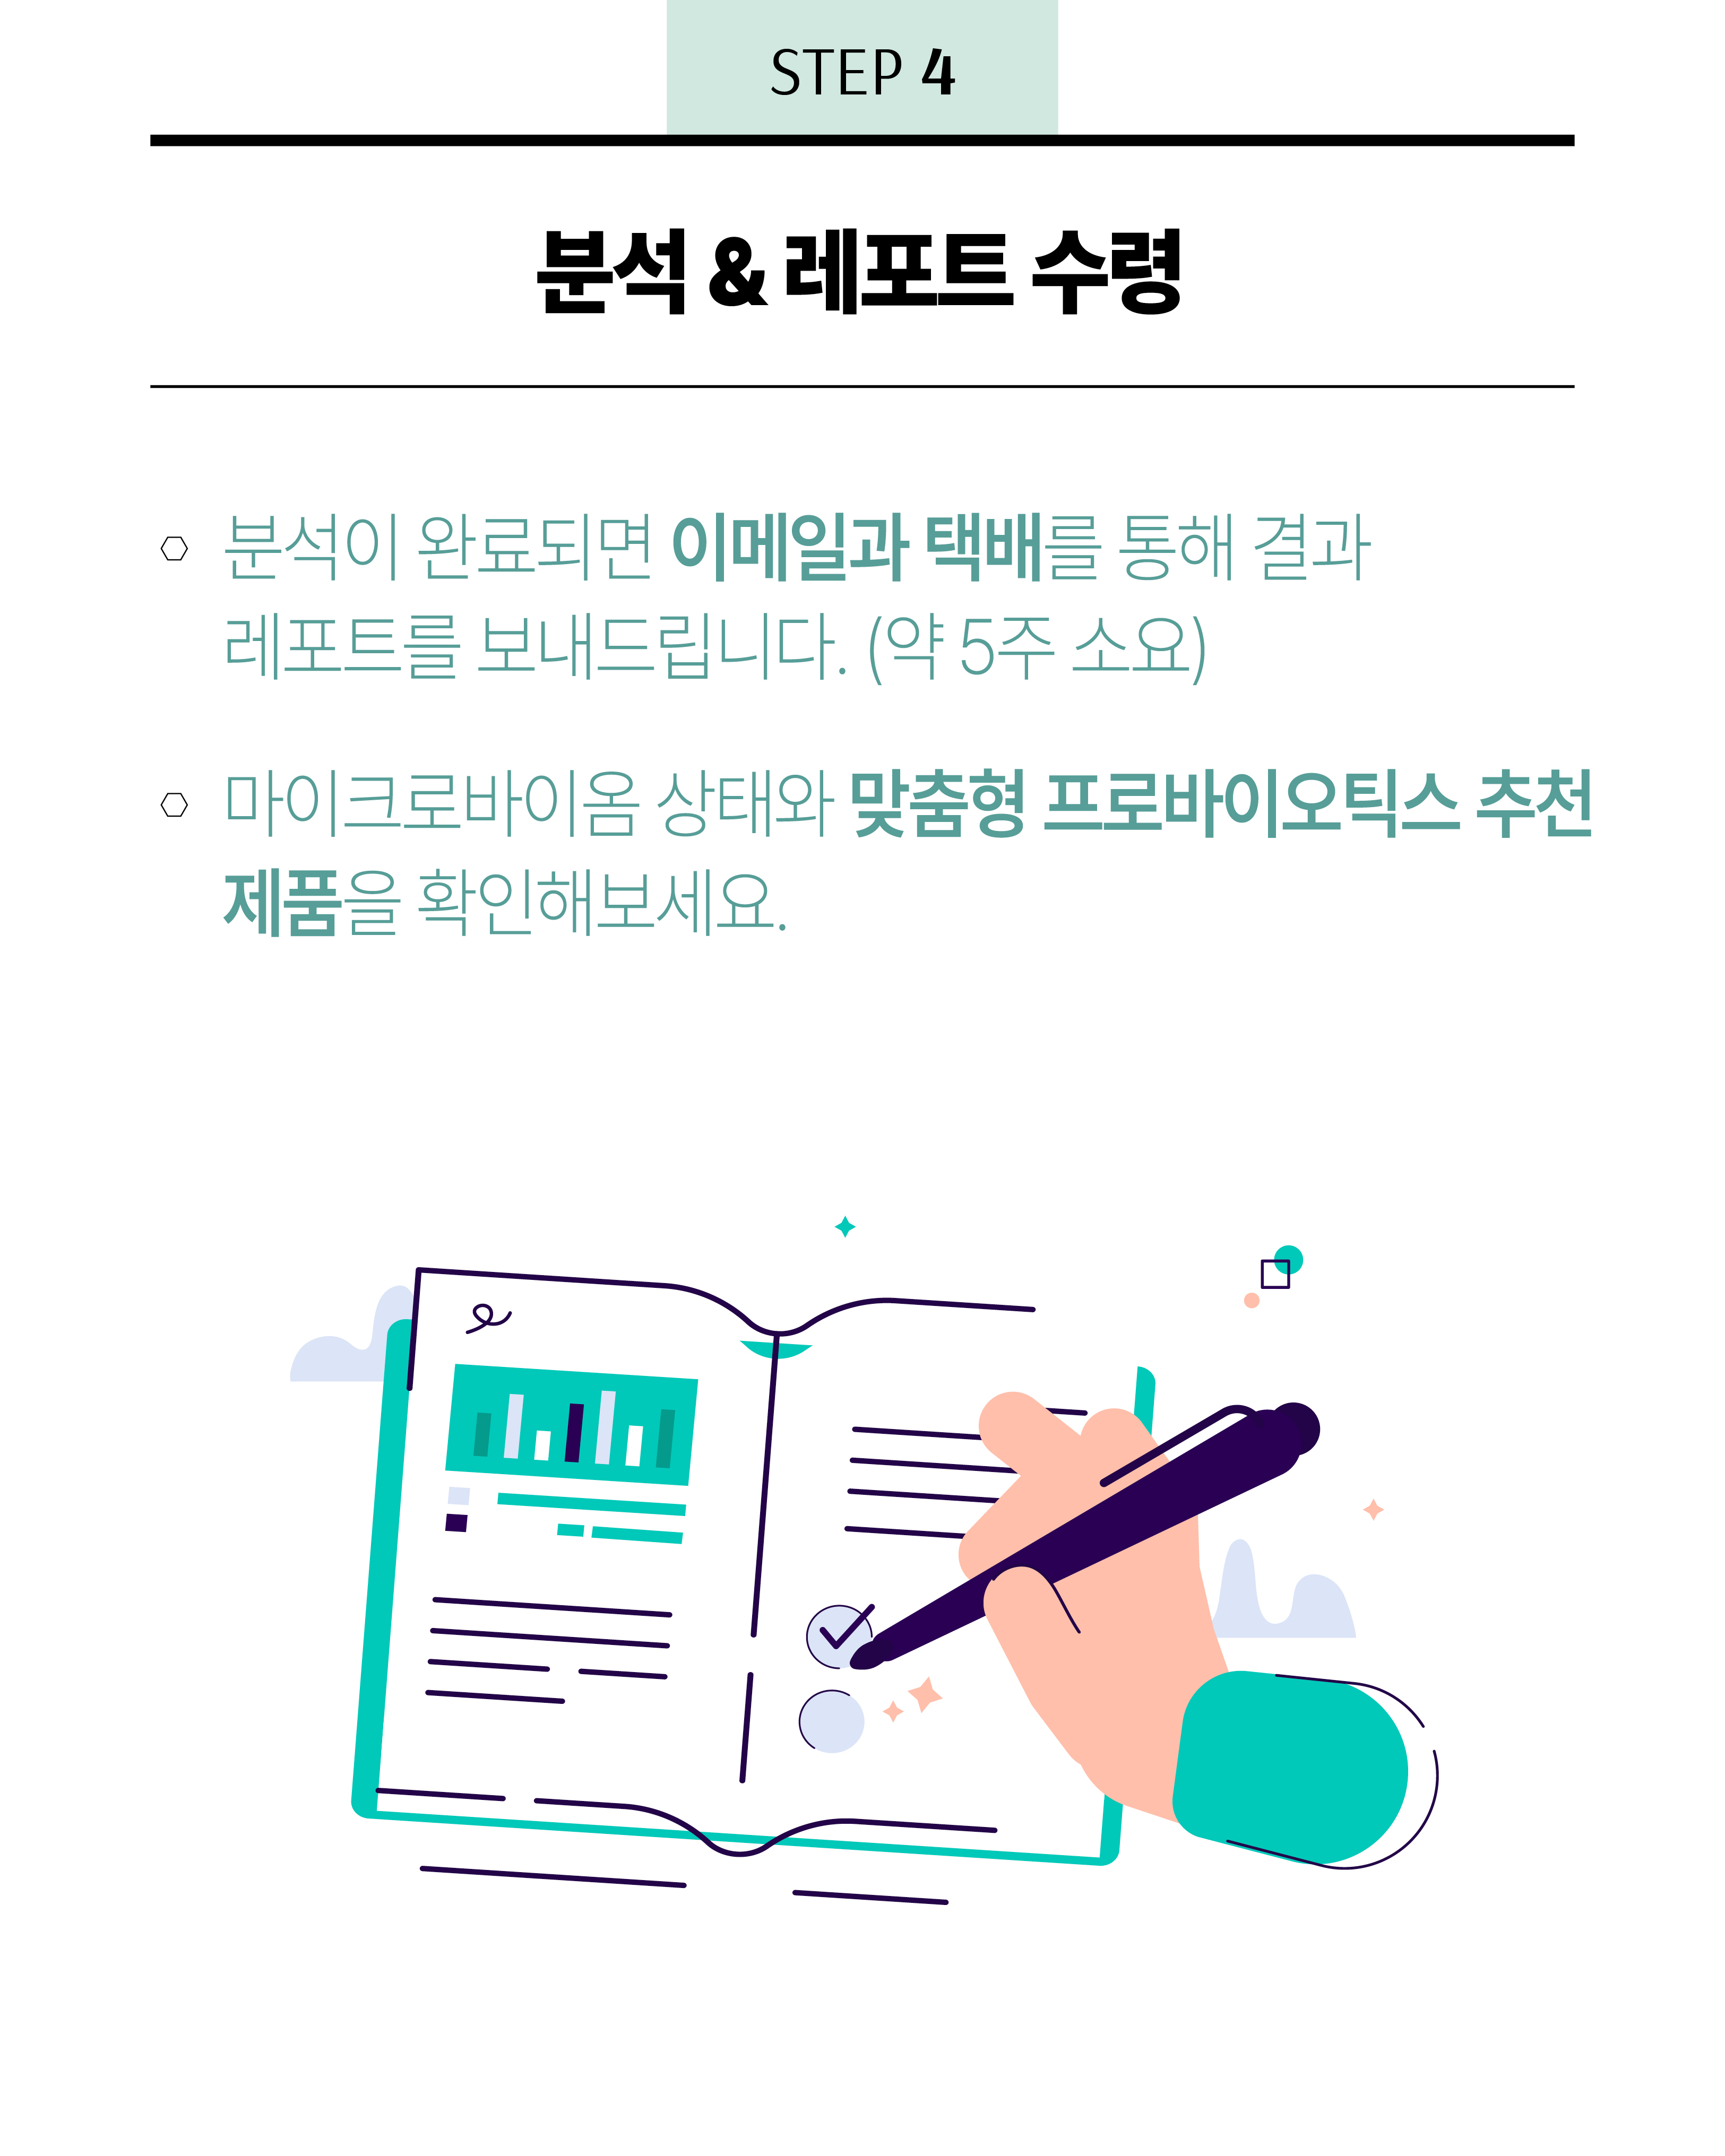 STEP 4
분석 & 레포트 수령
분석이 완료되면 이메일과 택배를 통해 결과
레포트를 보내드립니다. (약 5주 소요)
마이크로바이옴 상태와 맞춤형 프로바이오틱스 추천
제품을 확인해보세요.